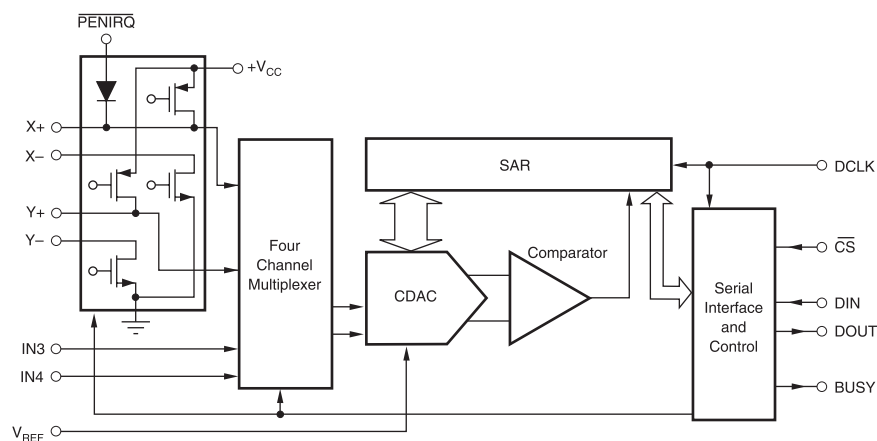 PENIRQ
+VCC
X+
X–
Y+
Y–
IN3
IN4
VREF
Four
Channel
Multiplexer
SAR
CDAC
Comparator
Serial
Interface
and
Control
DCLK
CS
DIN
DOUT
BUSY